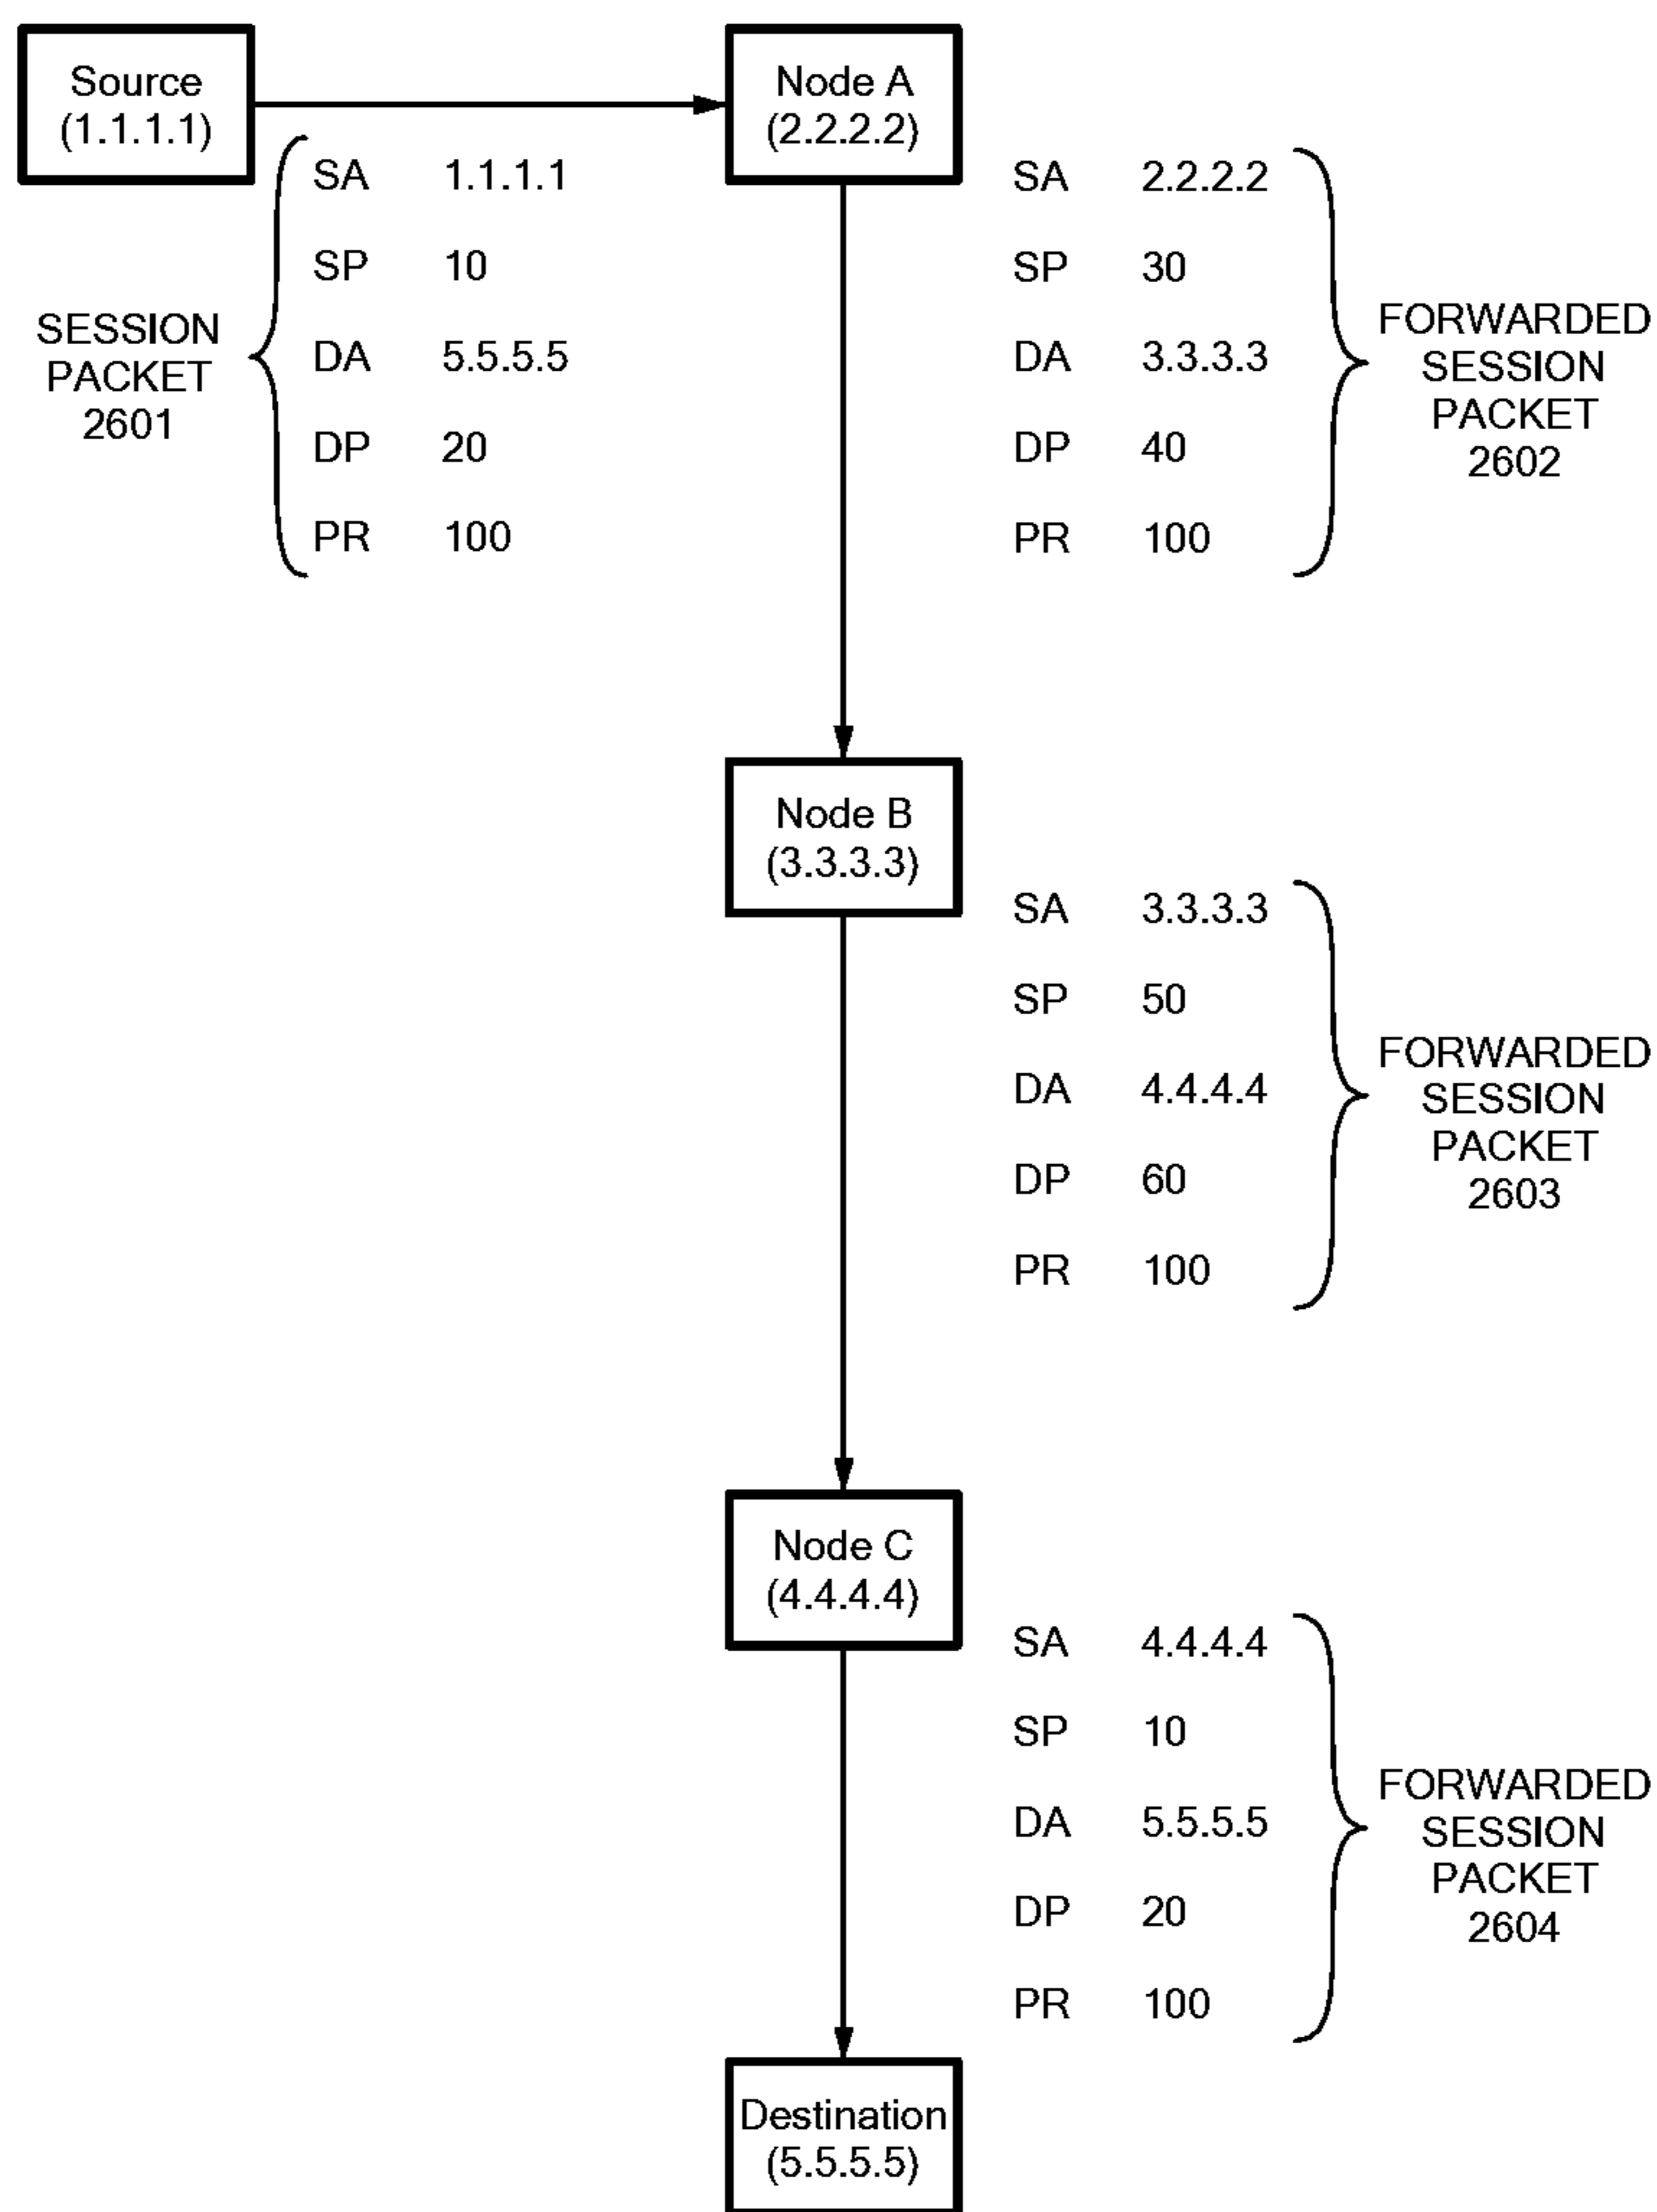 Source
(1.1.1.1)
Node A
(2.2.2.2)
SESSION
PACKET
2601
SA 1.1.1.1
SP 10
DA 5.5.5.5
DP 20
PR 100
SA 2.2.2.2
SP 30
DA 3.3.3.3
DP 40
PR 100
FORWARDED
SESSION
PACKET
2602
Node B
(3.3.3.3)
SA 3.3.3.3
SP 50
DA 4.4.4.4
DP 60
PR 100
FORWARDED
SESSION
PACKET
2603
Node C
(4.4.4.4)
SA 4.4.4.4
SP 10
DA 5.5.5.5
DP 20
PR 100
FORWARDED
SESSION
PACKET
2604
Destination
(5.5.5.5)